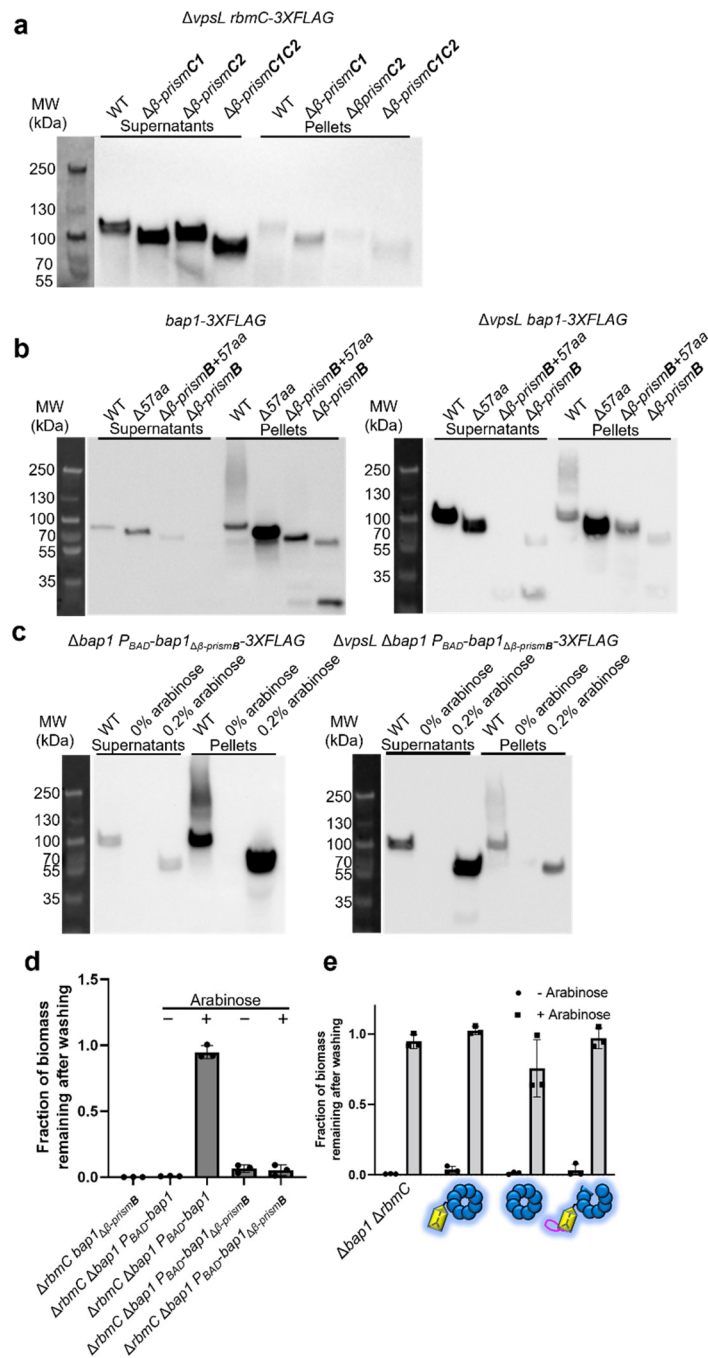 a
ΔvpsL rbmC-3XFLAG
WT
Δβ-prismC1
Δβ-prismC2
Δβ-prismC1C2
WT
Δβ-prismC1
ΔβprismC2
Δβ-prismC1C2
MW
(kDa)
Supernatants
Pellets
250
130
100
70
55
b
bap1-3XFLAG
WT
Δ57aa
Δβ-prismB+57aa
Δβ-prismB
WT
Δ57aa
Δβ-prismB+57aa
Δβ-prismB
MW
(kDa)
Supernatants
Pellets
250
130
100
70
55
35
ΔvpsL bap1-3XFLAG
WT
Δ57aa
Δβ-prismB+57aa
Δβ-prismB
WT
Δ57aa
Δβ-prismB+57aa
Δβ-prismB
MW
(kDa)
Supernatants
Pellets
250
130
100
70
55
35
c
Δbap1 PBAD-bap1Δβ-prismB-3XFLAG
WT
0% arabinose
0.2% arabinose
WT
0% arabinose
0.2% arabinose
MW
(kDa)
Supernatants
Pellets
250
130
100
70
55
35
ΔvpsL Δbap1 PBAD-bap1Δβ-prismB-3XFLAG
WT
0% arabinose
0.2% arabinose
WT
0% arabinose
0.2% arabinose
MW
(kDa)
Supernatants
Pellets
250
130
100
70
55
35
d
Fraction of biomass
remaining after washing
1.5
1.0
0.5
0.0
Arabinose
− + − +
ΔrbmC bap1Δβ-prismB
ΔrbmC Δbap1 PBAD-bap1
ΔrbmC Δbap1 PBAD-bap1
ΔrbmC Δbap1 PBAD-bap1Δβ-prismB
ΔrbmC Δbap1 PBAD-bap1Δβ-prismB
e
- Arabinose
+ Arabinose
Fraction of biomass
remaining after washing
1.0
0.5
0.0
Δbap1 ΔrbmC